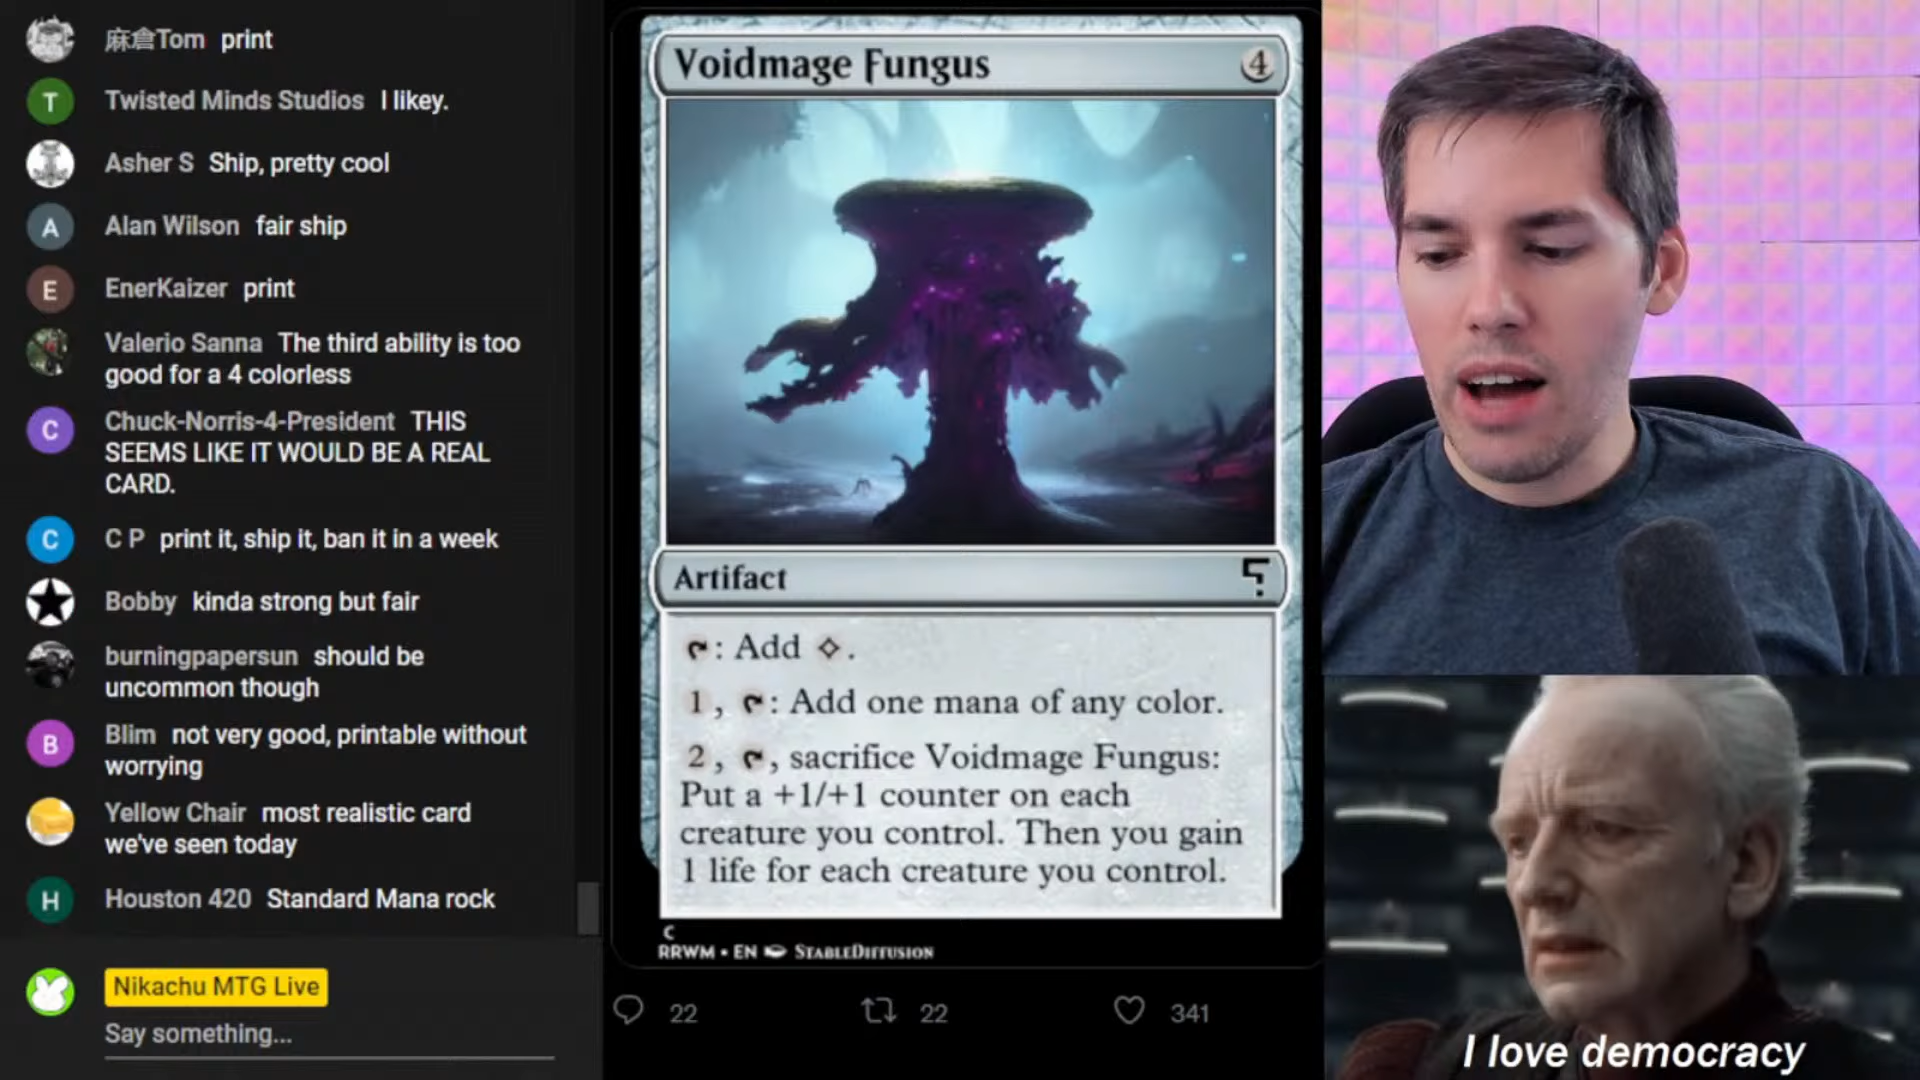 麻倉Tom print
T Twisted Minds Studios I likey.
Asher S Ship, pretty cool
A Alan Wilson fair ship
E EnerKaizer print
Valerio Sanna The third ability is too
good for a 4 colorless
C Chuck-Norris-4-President THIS
SEEMS LIKE IT WOULD BE A REAL
CARD.
C C P print it, ship it, ban it in a week
Bobby kinda strong but fair
burningpapersun should be
uncommon though
B Blim not very good, printable without
worrying
Yellow Chair most realistic card
we've seen today
H Houston 420 Standard Mana rock
Nikachu MTG Live
Say something...
Voidmage Fungus 4
Artifact
: Add .
1, : Add one mana of any color.
2, , sacrifice Voidmage Fungus:
Put a +1/+1 counter on each
creature you control. Then you gain
1 life for each creature you control.
C
RRWM • EN STABLEDIFFUSION
22 22 341
I love democracy